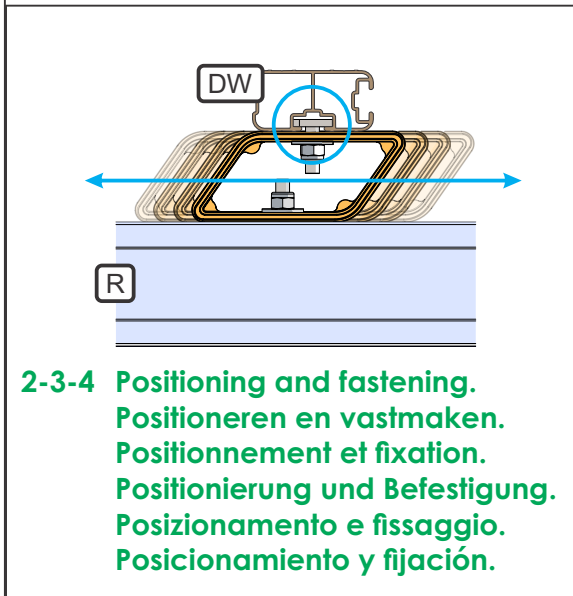 DW
R
2-3-4 Positioning and fastening.
Positioneren en vastmaken.
Positionnement et fixation.
Positionierung und Befestigung.
Posizionamento e fissaggio.
Posicionamiento y fijación.